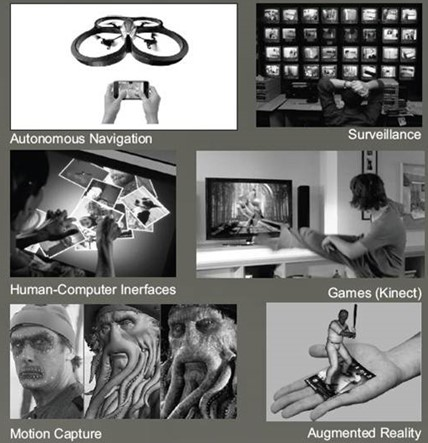 Autonomous Navigation
Surveillance
Human-Computer Inerfaces
Games (Kinect)
Motion Capture
Augmented Reality